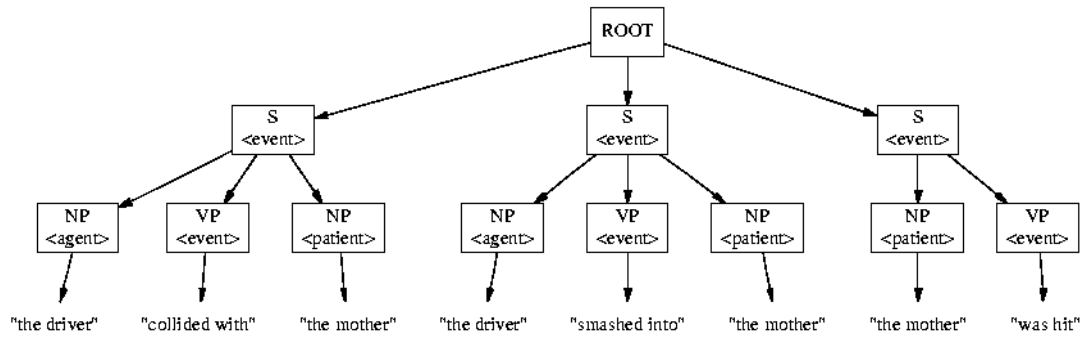 ROOT
S
<event>
S
<event>
S
<event>
NP
<agent>
VP
<event>
NP
<patient>
NP
<agent>
VP
<event>
NP
<patient>
NP
<patient>
VP
<event>
"the driver"
"collided with"
"the mother"
"the driver"
"smashed into"
"the mother"
"the mother"
"was hit"